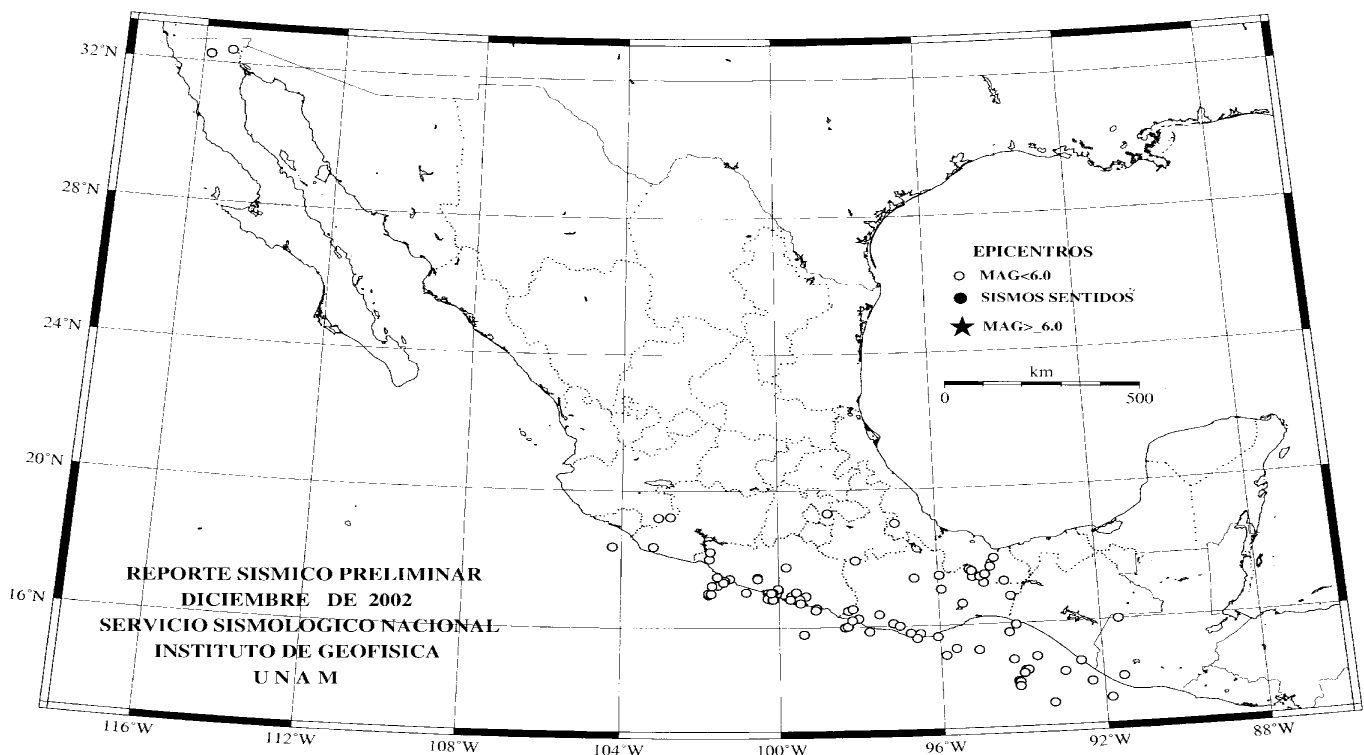 32°N
28°N
24°N
20°N
16°N
EPICENTROS
MAG<6.0
SISMOS SENTIDOS
MAG>_6.0
km
0 500
REPORTE SISMICO PRELIMINAR
DICIEMBRE DE 2002
SERVICIO SISMOLOGICO NACIONAL
INSTITUTO DE GEOFISICA
U N A M
116°W 112°W 108°W 104°W 100°W 96°W 92°W 88°W